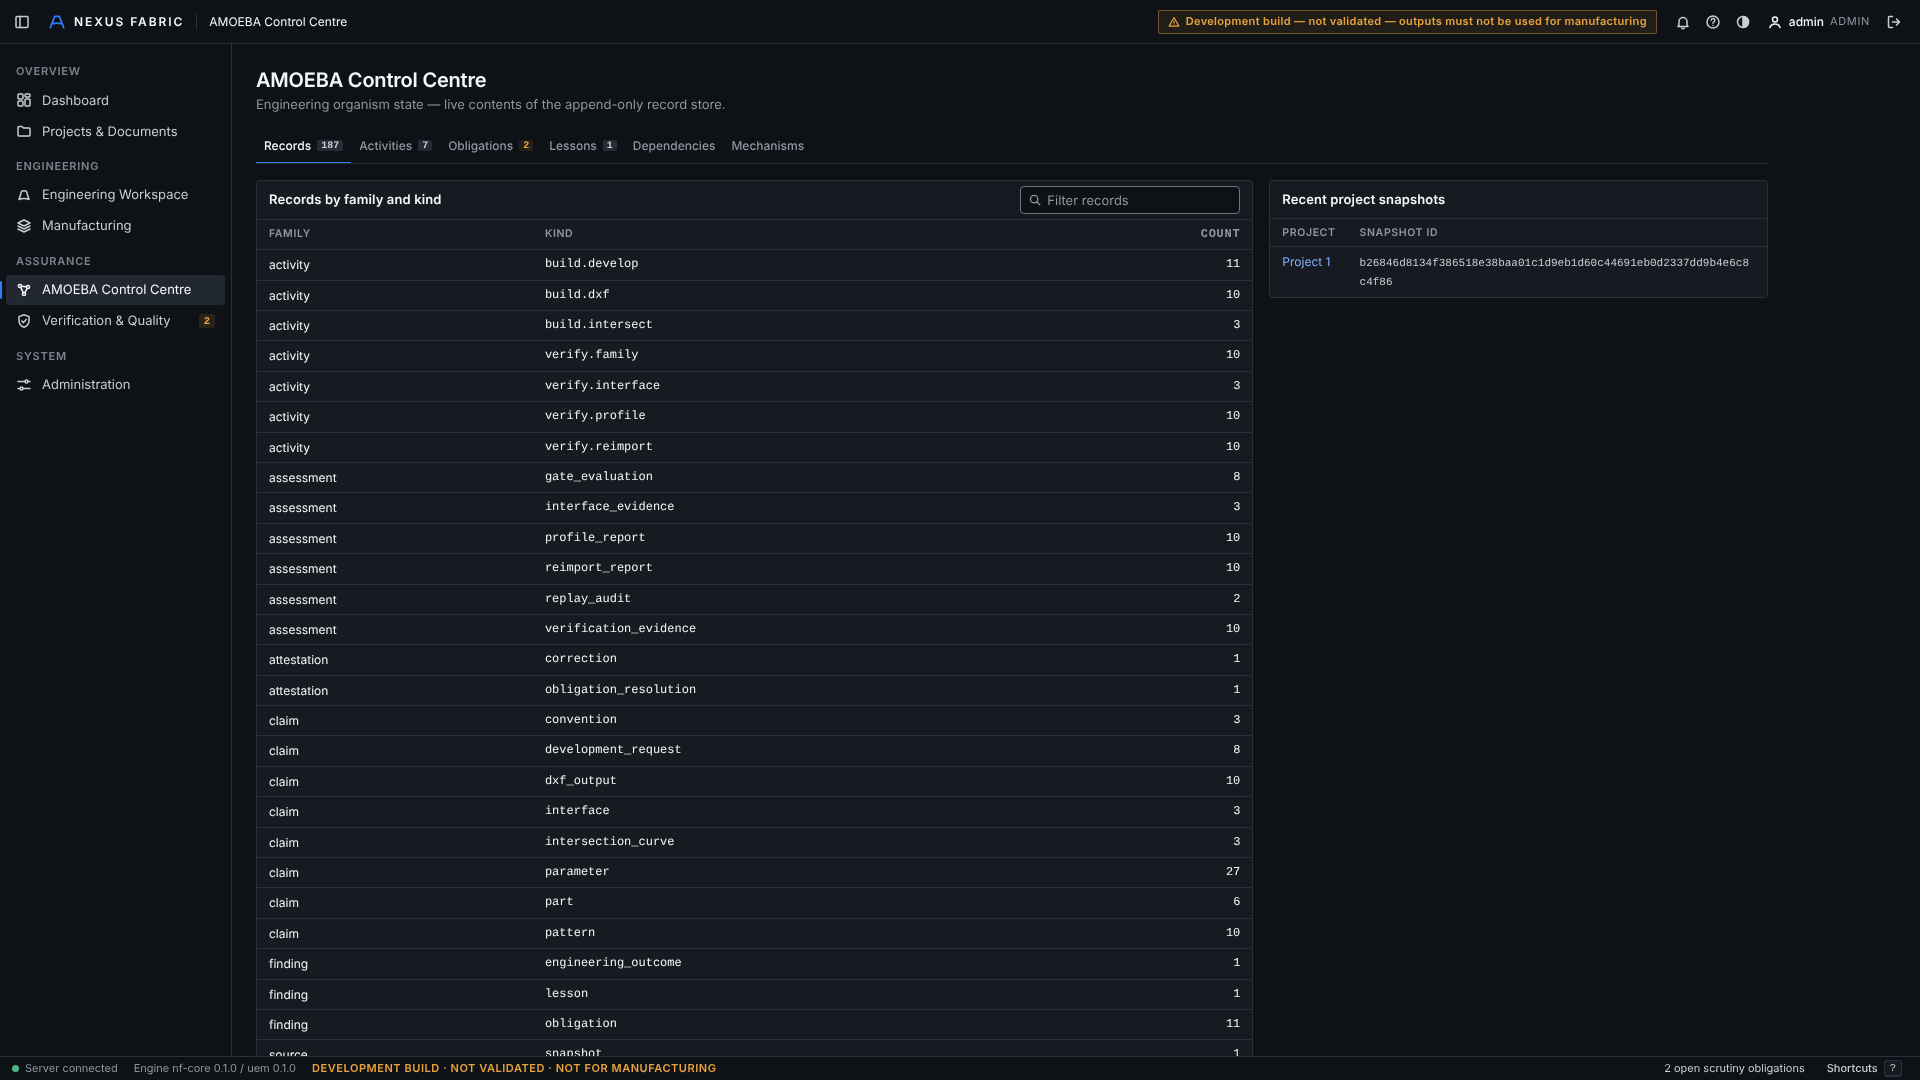 NEXUS FABRIC AMOEBA Control Centre
Development build — not validated — outputs must not be used for manufacturing
admin ADMIN
OVERVIEW
Dashboard
Projects & Documents
ENGINEERING
Engineering Workspace
Manufacturing
ASSURANCE
AMOEBA Control Centre
Verification & Quality 2
SYSTEM
Administration
AMOEBA Control Centre
Engineering organism state — live contents of the append-only record store.
Records 187 Activities 7 Obligations 2 Lessons 1 Dependencies Mechanisms
Records by family and kind
Filter records
FAMILY KIND COUNT
activity build.develop 11
activity build.dxf 10
activity build.intersect 3
activity verify.family 10
activity verify.interface 3
activity verify.profile 10
activity verify.reimport 10
assessment gate_evaluation 8
assessment interface_evidence 3
assessment profile_report 10
assessment reimport_report 10
assessment replay_audit 2
assessment verification_evidence 10
attestation correction 1
attestation obligation_resolution 1
claim convention 3
claim development_request 8
claim dxf_output 10
claim interface 3
claim intersection_curve 3
claim parameter 27
claim part 6
claim pattern 10
finding engineering_outcome 1
finding lesson 1
finding obligation 11
source snapshot 1
Recent project snapshots
PROJECT SNAPSHOT ID
Project 1 b26846d8134f386518e38baa01c1d9eb1d60c44691eb0d2337dd9b4e6c8
c4f86
Server connected Engine nf-core 0.1.0 / uem 0.1.0 DEVELOPMENT BUILD · NOT VALIDATED · NOT FOR MANUFACTURING
2 open scrutiny obligations Shortcuts ?